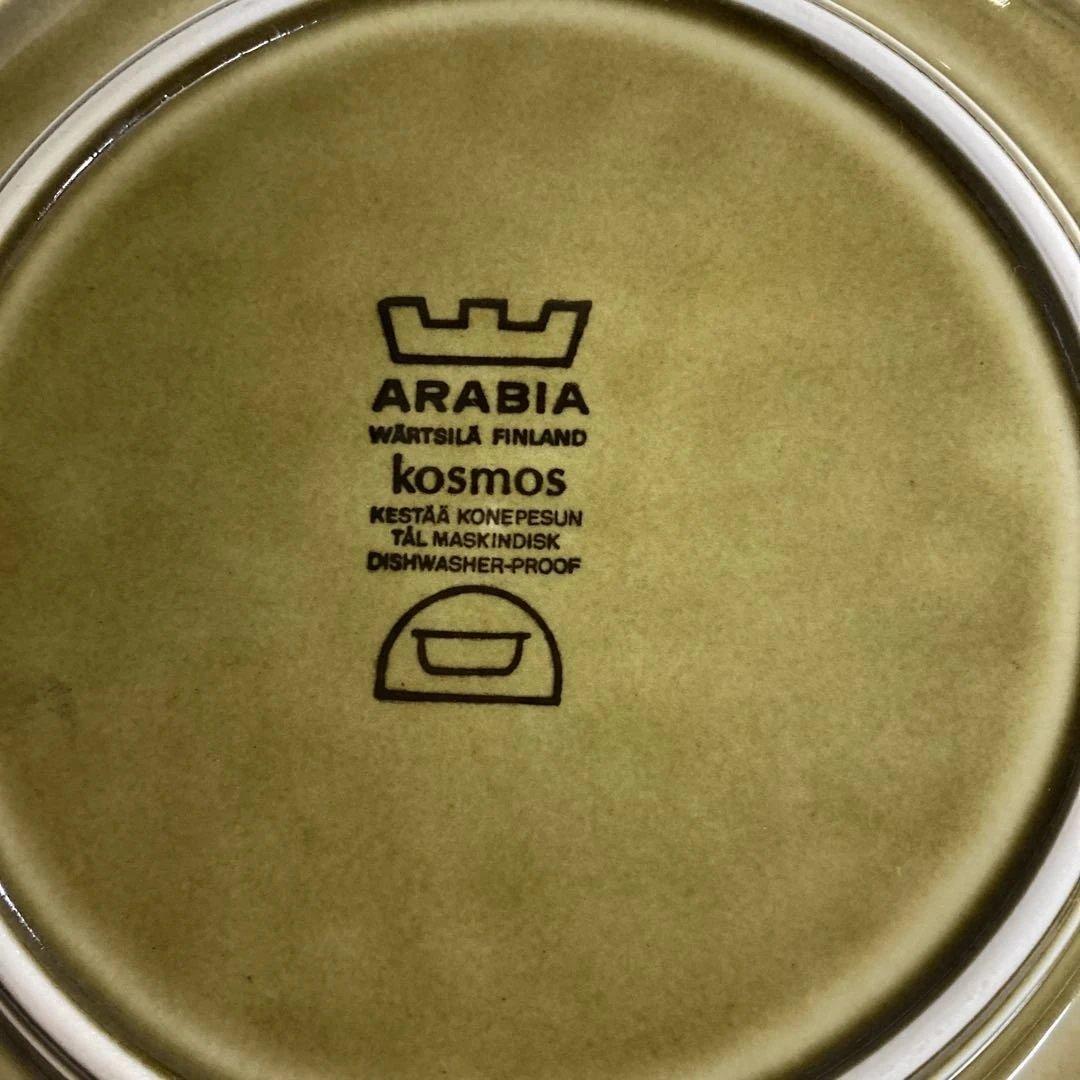 ARABIA
WÄRTSILÄ FINLAND
kosmos
KESTÄÄ KONEPESUN
TÅL MASKINDISK
DISHWASHER-PROOF